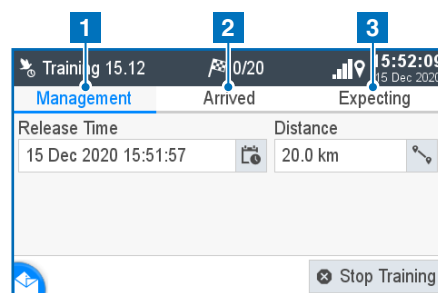 1 2 3
Training 15.12 0/20 15:52:09
15 Dec 2020
Management Arrived Expecting
Release Time Distance
15 Dec 2020 15:51:57 20.0 km
Stop Training